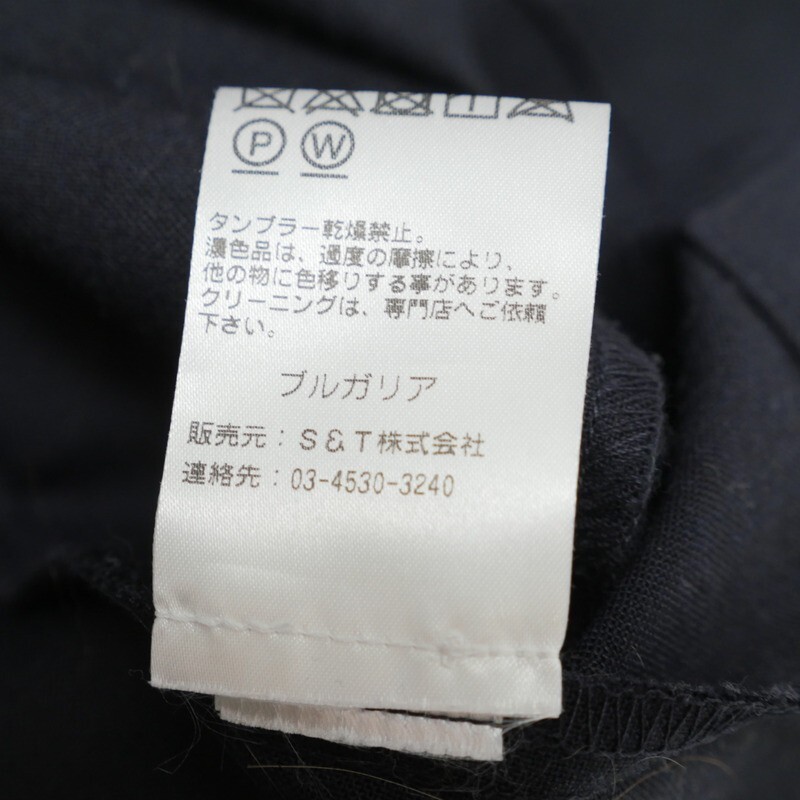 P W
タンブラー乾燥禁止。
濃色品は、過度の摩擦により、
他の物に色移りする事があります。
クリーニングは、専門店へご依頼
下さい。
ブルガリア
販売元：S＆T株式会社
連絡先：03-4530-3240